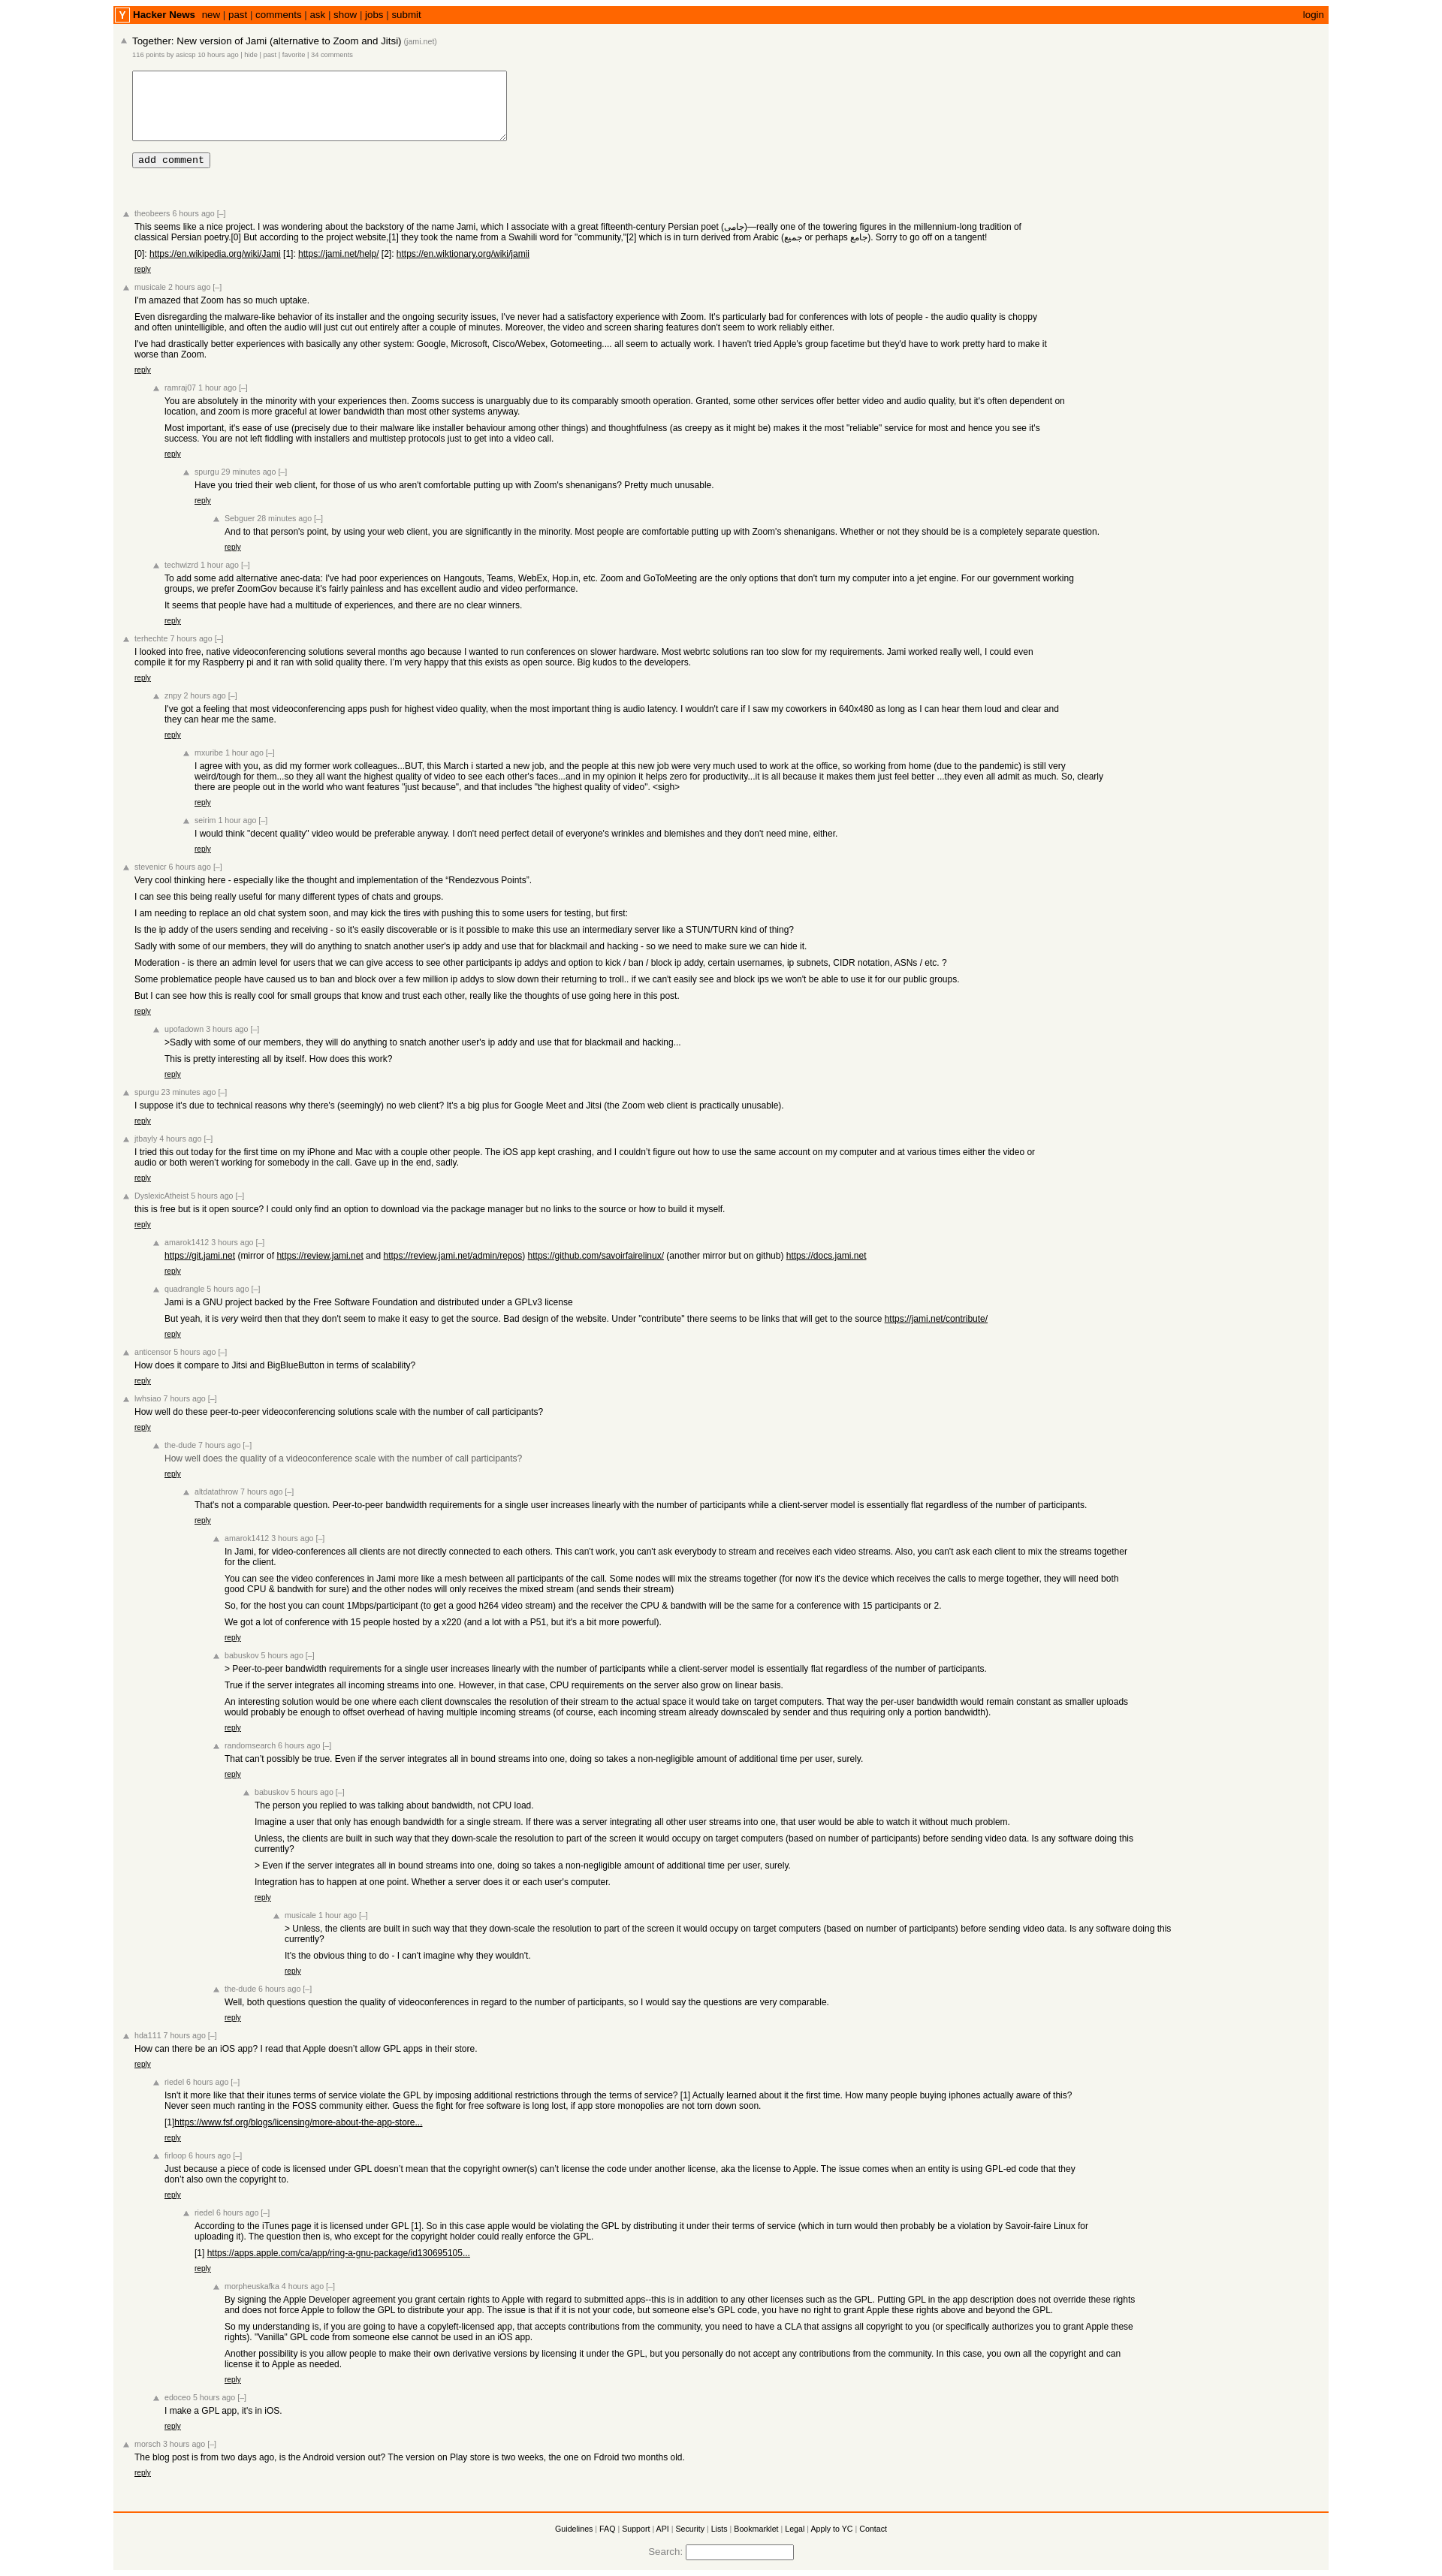 Y Hacker News new | past | comments | ask | show | jobs | submit login
Together: New version of Jami (alternative to Zoom and Jitsi) (jami.net)
116 points by asicsp 10 hours ago | hide | past | favorite | 34 comments
add comment
theobeers 6 hours ago [–]
This seems like a nice project. I was wondering about the backstory of the name Jami, which I associate with a great fifteenth-century Persian poet (جامی)—really one of the towering figures in the millennium-long tradition of
classical Persian poetry.[0] But according to the project website,[1] they took the name from a Swahili word for "community,"[2] which is in turn derived from Arabic (جميع or perhaps جامع). Sorry to go off on a tangent!
[0]: https://en.wikipedia.org/wiki/Jami [1]: https://jami.net/help/ [2]: https://en.wiktionary.org/wiki/jamii
reply
musicale 2 hours ago [–]
I'm amazed that Zoom has so much uptake.
Even disregarding the malware-like behavior of its installer and the ongoing security issues, I've never had a satisfactory experience with Zoom. It's particularly bad for conferences with lots of people - the audio quality is choppy
and often unintelligible, and often the audio will just cut out entirely after a couple of minutes. Moreover, the video and screen sharing features don't seem to work reliably either.
I've had drastically better experiences with basically any other system: Google, Microsoft, Cisco/Webex, Gotomeeting.... all seem to actually work. I haven't tried Apple's group facetime but they'd have to work pretty hard to make it
worse than Zoom.
reply
ramraj07 1 hour ago [–]
You are absolutely in the minority with your experiences then. Zooms success is unarguably due to its comparably smooth operation. Granted, some other services offer better video and audio quality, but it's often dependent on
location, and zoom is more graceful at lower bandwidth than most other systems anyway.
Most important, it's ease of use (precisely due to their malware like installer behaviour among other things) and thoughtfulness (as creepy as it might be) makes it the most "reliable" service for most and hence you see it's
success. You are not left fiddling with installers and multistep protocols just to get into a video call.
reply
spurgu 29 minutes ago [–]
Have you tried their web client, for those of us who aren't comfortable putting up with Zoom's shenanigans? Pretty much unusable.
reply
Sebguer 28 minutes ago [–]
And to that person's point, by using your web client, you are significantly in the minority. Most people are comfortable putting up with Zoom's shenanigans. Whether or not they should be is a completely separate question.
reply
techwizrd 1 hour ago [–]
To add some add alternative anec-data: I've had poor experiences on Hangouts, Teams, WebEx, Hop.in, etc. Zoom and GoToMeeting are the only options that don't turn my computer into a jet engine. For our government working
groups, we prefer ZoomGov because it's fairly painless and has excellent audio and video performance.
It seems that people have had a multitude of experiences, and there are no clear winners.
reply
terhechte 7 hours ago [–]
I looked into free, native videoconferencing solutions several months ago because I wanted to run conferences on slower hardware. Most webrtc solutions ran too slow for my requirements. Jami worked really well, I could even
compile it for my Raspberry pi and it ran with solid quality there. I'm very happy that this exists as open source. Big kudos to the developers.
reply
znpy 2 hours ago [–]
I've got a feeling that most videoconferencing apps push for highest video quality, when the most important thing is audio latency. I wouldn't care if I saw my coworkers in 640x480 as long as I can hear them loud and clear and
they can hear me the same.
reply
mxuribe 1 hour ago [–]
I agree with you, as did my former work colleagues...BUT, this March i started a new job, and the people at this new job were very much used to work at the office, so working from home (due to the pandemic) is still very
weird/tough for them...so they all want the highest quality of video to see each other's faces...and in my opinion it helps zero for productivity...it is all because it makes them just feel better ...they even all admit as much. So, clearly
there are people out in the world who want features "just because", and that includes "the highest quality of video". <sigh>
reply
seirim 1 hour ago [–]
I would think "decent quality" video would be preferable anyway. I don't need perfect detail of everyone's wrinkles and blemishes and they don't need mine, either.
reply
stevenicr 6 hours ago [–]
Very cool thinking here - especially like the thought and implementation of the “Rendezvous Points”.
I can see this being really useful for many different types of chats and groups.
I am needing to replace an old chat system soon, and may kick the tires with pushing this to some users for testing, but first:
Is the ip addy of the users sending and receiving - so it's easily discoverable or is it possible to make this use an intermediary server like a STUN/TURN kind of thing?
Sadly with some of our members, they will do anything to snatch another user's ip addy and use that for blackmail and hacking - so we need to make sure we can hide it.
Moderation - is there an admin level for users that we can give access to see other participants ip addys and option to kick / ban / block ip addy, certain usernames, ip subnets, CIDR notation, ASNs / etc. ?
Some problematice people have caused us to ban and block over a few million ip addys to slow down their returning to troll.. if we can't easily see and block ips we won't be able to use it for our public groups.
But I can see how this is really cool for small groups that know and trust each other, really like the thoughts of use going here in this post.
reply
upofadown 3 hours ago [–]
>Sadly with some of our members, they will do anything to snatch another user's ip addy and use that for blackmail and hacking...
This is pretty interesting all by itself. How does this work?
reply
spurgu 23 minutes ago [–]
I suppose it's due to technical reasons why there's (seemingly) no web client? It's a big plus for Google Meet and Jitsi (the Zoom web client is practically unusable).
reply
jtbayly 4 hours ago [–]
I tried this out today for the first time on my iPhone and Mac with a couple other people. The iOS app kept crashing, and I couldn’t figure out how to use the same account on my computer and at various times either the video or
audio or both weren’t working for somebody in the call. Gave up in the end, sadly.
reply
DyslexicAtheist 5 hours ago [–]
this is free but is it open source? I could only find an option to download via the package manager but no links to the source or how to build it myself.
reply
amarok1412 3 hours ago [–]
https://git.jami.net (mirror of https://review.jami.net and https://review.jami.net/admin/repos) https://github.com/savoirfairelinux/ (another mirror but on github) https://docs.jami.net
reply
quadrangle 5 hours ago [–]
Jami is a GNU project backed by the Free Software Foundation and distributed under a GPLv3 license
But yeah, it is very weird then that they don't seem to make it easy to get the source. Bad design of the website. Under "contribute" there seems to be links that will get to the source https://jami.net/contribute/
reply
anticensor 5 hours ago [–]
How does it compare to Jitsi and BigBlueButton in terms of scalability?
reply
lwhsiao 7 hours ago [–]
How well do these peer-to-peer videoconferencing solutions scale with the number of call participants?
reply
the-dude 7 hours ago [–]
How well does the quality of a videoconference scale with the number of call participants?
reply
altdatathrow 7 hours ago [–]
That's not a comparable question. Peer-to-peer bandwidth requirements for a single user increases linearly with the number of participants while a client-server model is essentially flat regardless of the number of participants.
reply
amarok1412 3 hours ago [–]
In Jami, for video-conferences all clients are not directly connected to each others. This can't work, you can't ask everybody to stream and receives each video streams. Also, you can't ask each client to mix the streams together
for the client.
You can see the video conferences in Jami more like a mesh between all participants of the call. Some nodes will mix the streams together (for now it's the device which receives the calls to merge together, they will need both
good CPU & bandwith for sure) and the other nodes will only receives the mixed stream (and sends their stream)
So, for the host you can count 1Mbps/participant (to get a good h264 video stream) and the receiver the CPU & bandwith will be the same for a conference with 15 participants or 2.
We got a lot of conference with 15 people hosted by a x220 (and a lot with a P51, but it's a bit more powerful).
reply
babuskov 5 hours ago [–]
> Peer-to-peer bandwidth requirements for a single user increases linearly with the number of participants while a client-server model is essentially flat regardless of the number of participants.
True if the server integrates all incoming streams into one. However, in that case, CPU requirements on the server also grow on linear basis.
An interesting solution would be one where each client downscales the resolution of their stream to the actual space it would take on target computers. That way the per-user bandwidth would remain constant as smaller uploads
would probably be enough to offset overhead of having multiple incoming streams (of course, each incoming stream already downscaled by sender and thus requiring only a portion bandwidth).
reply
randomsearch 6 hours ago [–]
That can’t possibly be true. Even if the server integrates all in bound streams into one, doing so takes a non-negligible amount of additional time per user, surely.
reply
babuskov 5 hours ago [–]
The person you replied to was talking about bandwidth, not CPU load.
Imagine a user that only has enough bandwidth for a single stream. If there was a server integrating all other user streams into one, that user would be able to watch it without much problem.
Unless, the clients are built in such way that they down-scale the resolution to part of the screen it would occupy on target computers (based on number of participants) before sending video data. Is any software doing this
currently?
> Even if the server integrates all in bound streams into one, doing so takes a non-negligible amount of additional time per user, surely.
Integration has to happen at one point. Whether a server does it or each user's computer.
reply
musicale 1 hour ago [–]
> Unless, the clients are built in such way that they down-scale the resolution to part of the screen it would occupy on target computers (based on number of participants) before sending video data. Is any software doing this
currently?
It's the obvious thing to do - I can't imagine why they wouldn't.
reply
the-dude 6 hours ago [–]
Well, both questions question the quality of videoconferences in regard to the number of participants, so I would say the questions are very comparable.
reply
hda111 7 hours ago [–]
How can there be an iOS app? I read that Apple doesn’t allow GPL apps in their store.
reply
riedel 6 hours ago [–]
Isn't it more like that their itunes terms of service violate the GPL by imposing additional restrictions through the terms of service? [1] Actually learned about it the first time. How many people buying iphones actually aware of this?
Never seen much ranting in the FOSS community either. Guess the fight for free software is long lost, if app store monopolies are not torn down soon.
[1]https://www.fsf.org/blogs/licensing/more-about-the-app-store...
reply
firloop 6 hours ago [–]
Just because a piece of code is licensed under GPL doesn’t mean that the copyright owner(s) can’t license the code under another license, aka the license to Apple. The issue comes when an entity is using GPL-ed code that they
don’t also own the copyright to.
reply
riedel 6 hours ago [–]
According to the iTunes page it is licensed under GPL [1]. So in this case apple would be violating the GPL by distributing it under their terms of service (which in turn would then probably be a violation by Savoir-faire Linux for
uploading it). The question then is, who except for the copyright holder could really enforce the GPL.
[1] https://apps.apple.com/ca/app/ring-a-gnu-package/id130695105...
reply
morpheuskafka 4 hours ago [–]
By signing the Apple Developer agreement you grant certain rights to Apple with regard to submitted apps--this is in addition to any other licenses such as the GPL. Putting GPL in the app description does not override these rights
and does not force Apple to follow the GPL to distribute your app. The issue is that if it is not your code, but someone else's GPL code, you have no right to grant Apple these rights above and beyond the GPL.
So my understanding is, if you are going to have a copyleft-licensed app, that accepts contributions from the community, you need to have a CLA that assigns all copyright to you (or specifically authorizes you to grant Apple these
rights). "Vanilla" GPL code from someone else cannot be used in an iOS app.
Another possibility is you allow people to make their own derivative versions by licensing it under the GPL, but you personally do not accept any contributions from the community. In this case, you own all the copyright and can
license it to Apple as needed.
reply
edoceo 5 hours ago [–]
I make a GPL app, it's in iOS.
reply
morsch 3 hours ago [–]
The blog post is from two days ago, is the Android version out? The version on Play store is two weeks, the one on Fdroid two months old.
reply
Guidelines | FAQ | Support | API | Security | Lists | Bookmarklet | Legal | Apply to YC | Contact
Search: